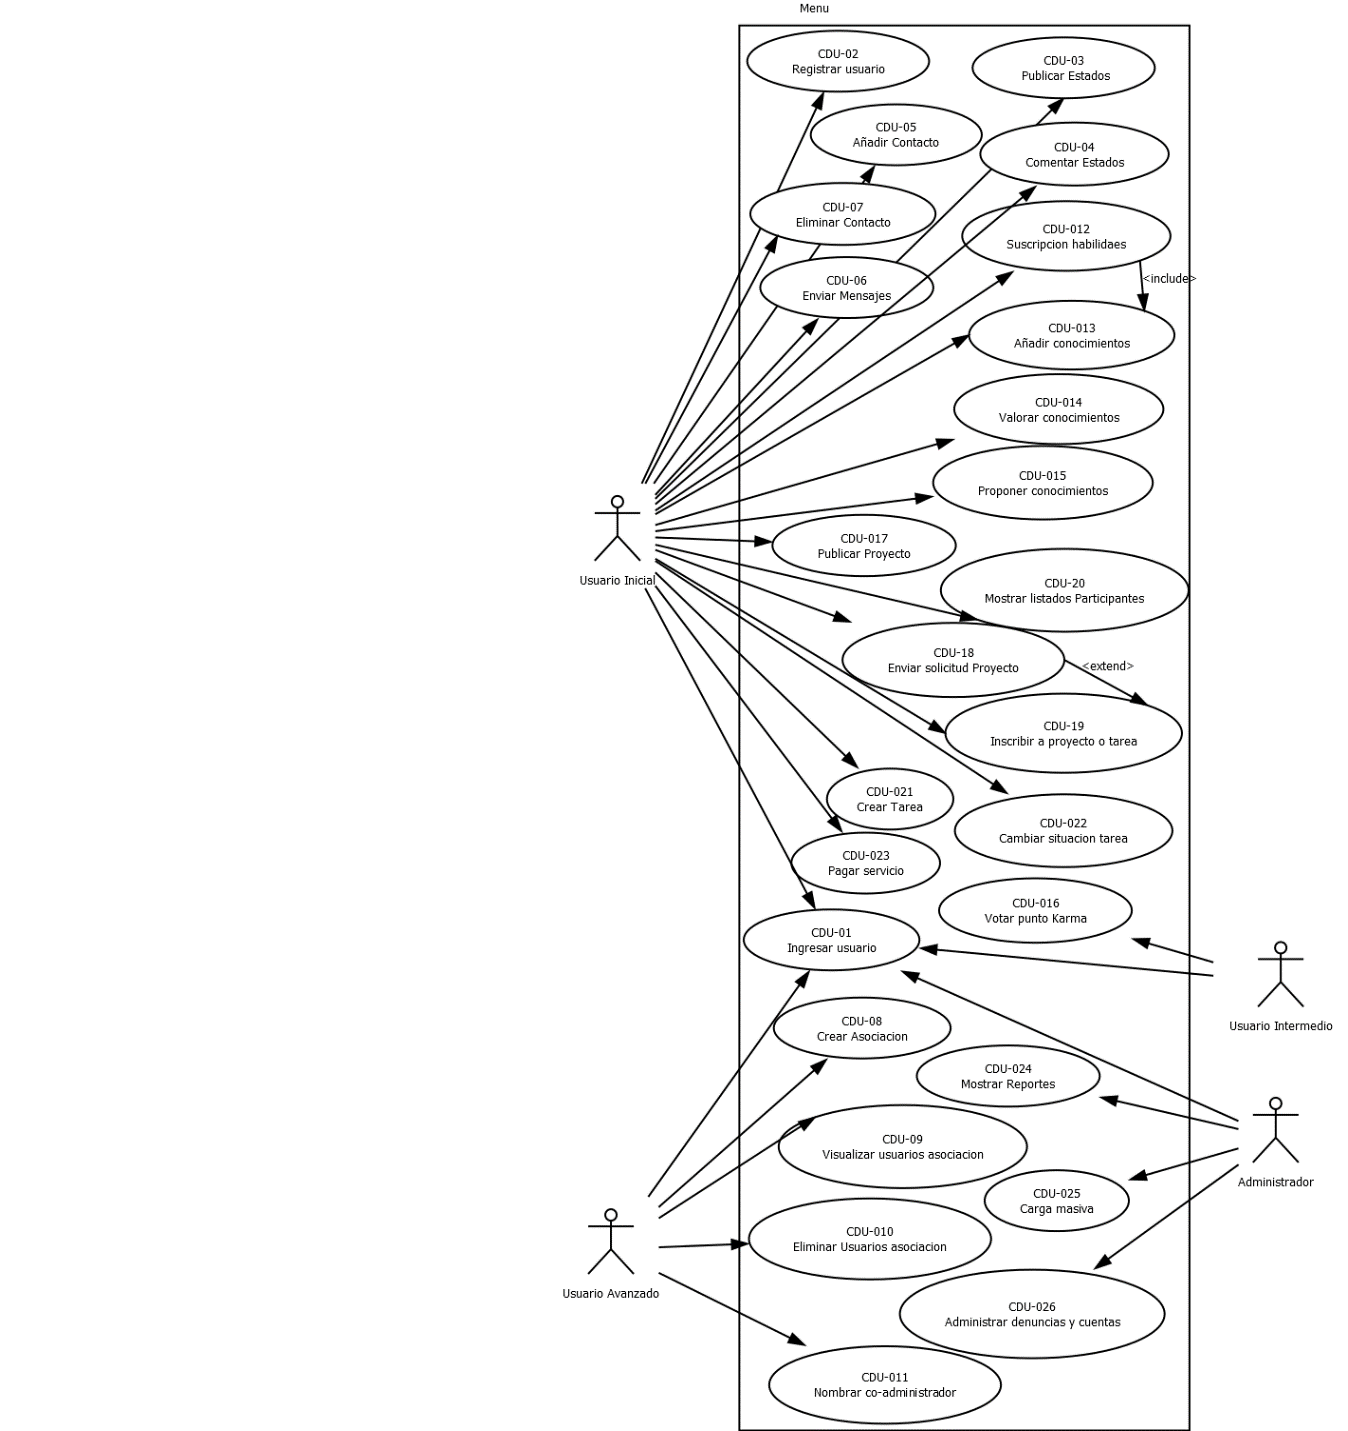 Menu
CDU-02
Registrar usuario
CDU-03
Publicar Estados
CDU-05
Añadir Contacto
CDU-04
Comentar Estados
CDU-07
Eliminar Contacto
CDU-012
Suscripcion habilidaes
<include>
CDU-06
Enviar Mensajes
CDU-013
Añadir conocimientos
CDU-014
Valorar conocimientos
CDU-015
Proponer conocimientos
CDU-017
Publicar Proyecto
Usuario Inicial
CDU-20
Mostrar listados Participantes
CDU-18
Enviar solicitud Proyecto
<extend>
CDU-19
Inscribir a proyecto o tarea
CDU-021
Crear Tarea
CDU-022
Cambiar situacion tarea
CDU-023
Pagar servicio
CDU-016
Votar punto Karma
CDU-01
Ingresar usuario
Usuario Intermedio
CDU-08
Crear Asociacion
CDU-024
Mostrar Reportes
CDU-09
Visualizar usuarios asociacion
Administrador
CDU-025
Carga masiva
CDU-010
Eliminar Usuarios asociacion
Usuario Avanzado
CDU-026
Administrar denuncias y cuentas
CDU-011
Nombrar co-administrador